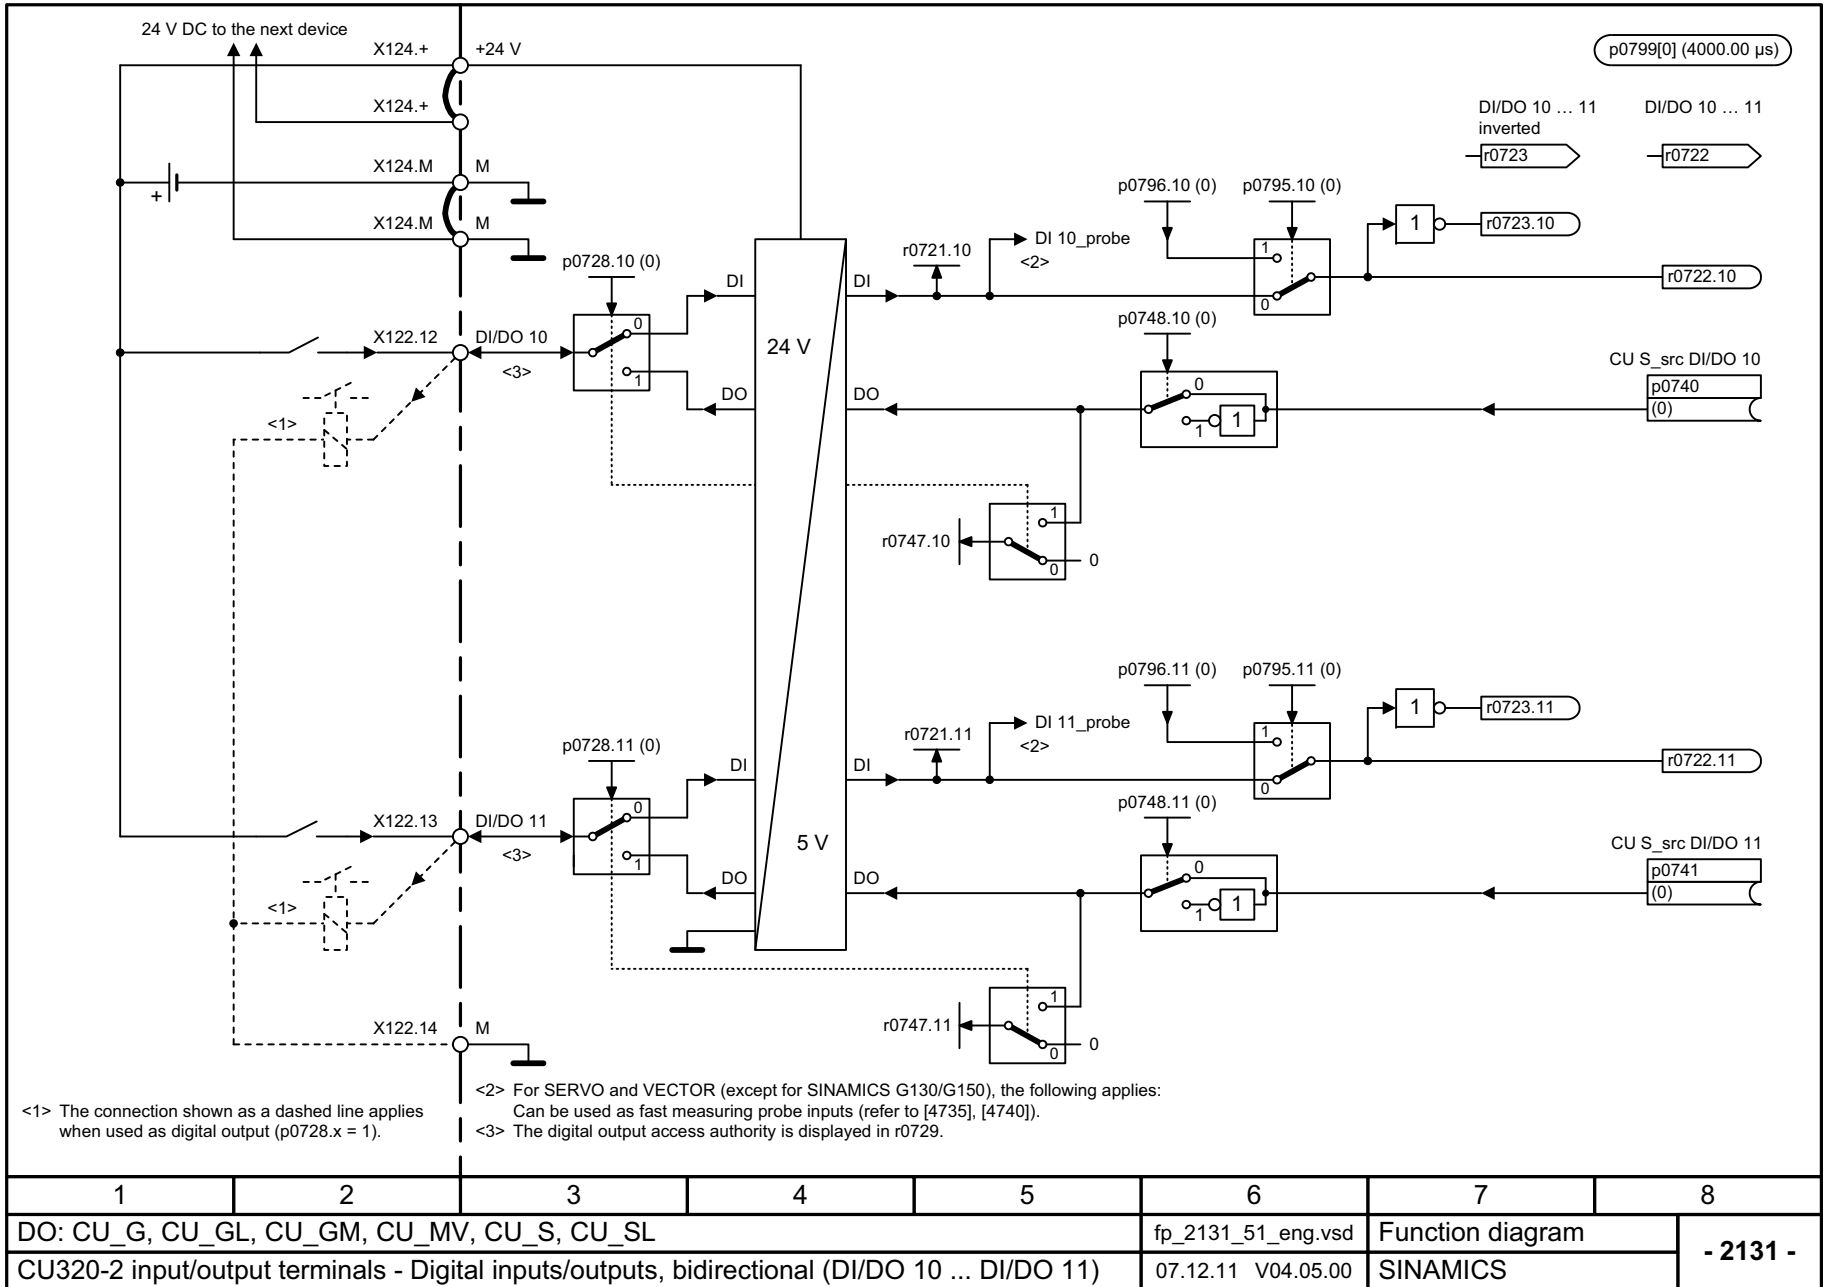 24 V DC to the next device
X124.+
+24 V
p0799[0] (4000.00 µs)
X124.+
DI/DO 10 … 11
inverted
DI/DO 10 … 11
r0723
r0722
X124.M
M
+
X124.M
M
p0796.10 (0)
p0795.10 (0)
1
r0723.10
p0728.10 (0)
r0721.10
DI 10_probe
<2>
1
0
r0722.10
DI
DI
24 V
X122.12
DI/DO 10
<3>
0
1
p0748.10 (0)
CU S_src DI/DO 10
p0740
(0)
DO
DO
0
1
1
<1>
r0747.10
1
0
0
p0796.11 (0)
p0795.11 (0)
1
r0723.11
p0728.11 (0)
r0721.11
DI 11_probe
<2>
1
0
r0722.11
DI
DI
X122.13
DI/DO 11
<3>
0
1
5 V
p0748.11 (0)
CU S_src DI/DO 11
p0741
(0)
DO
DO
0
1
1
<1>
r0747.11
1
0
0
X122.14
M
<1> The connection shown as a dashed line applies
when used as digital output (p0728.x = 1).
<2> For SERVO and VECTOR (except for SINAMICS G130/G150), the following applies:
Can be used as fast measuring probe inputs (refer to [4735], [4740]).
<3> The digital output access authority is displayed in r0729.
1 2 3 4 5 6 7 8
DO: CU_G, CU_GL, CU_GM, CU_MV, CU_S, CU_SL
fp_2131_51_eng.vsd
Function diagram
- 2131 -
CU320-2 input/output terminals - Digital inputs/outputs, bidirectional (DI/DO 10 ... DI/DO 11)
07.12.11 V04.05.00
SINAMICS